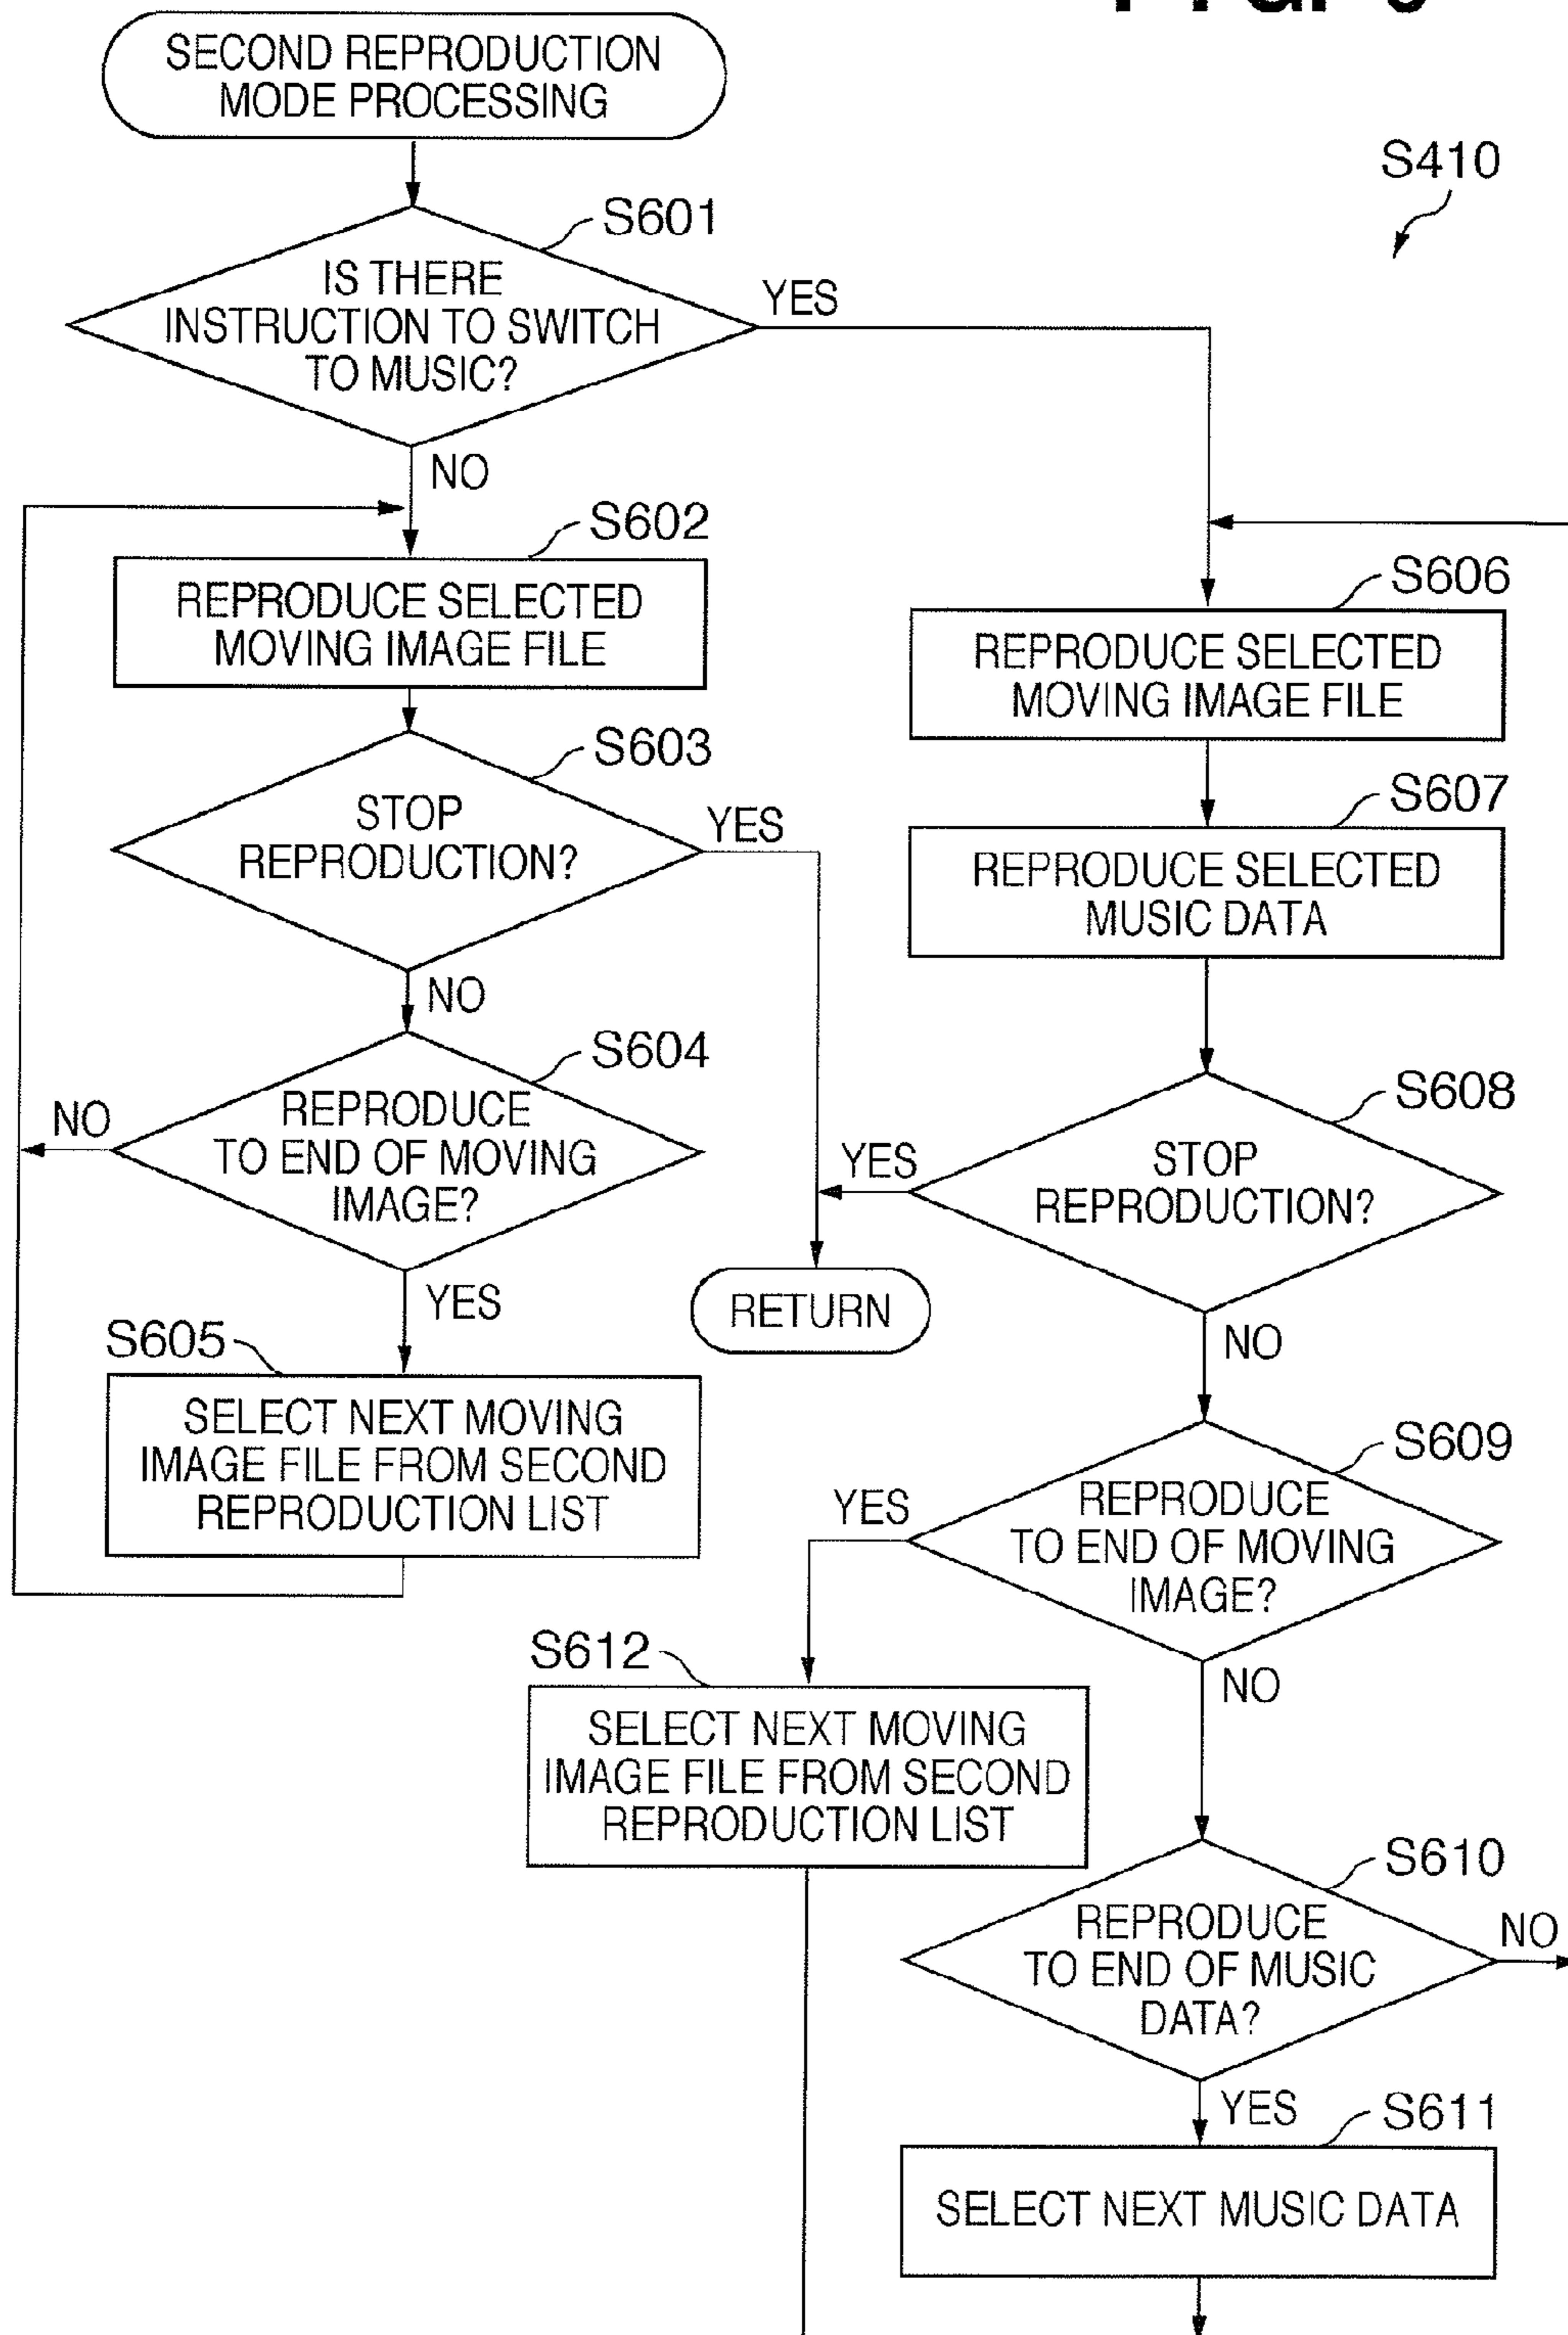 SECOND REPRODUCTION
MODE PROCESSING
S410
S601
IS THERE
INSTRUCTION TO SWITCH
TO MUSIC?
YES
NO
S602
REPRODUCE SELECTED
MOVING IMAGE FILE
S603
STOP
REPRODUCTION?
YES
NO
S604
REPRODUCE
TO END OF MOVING
IMAGE?
NO
YES
S605
SELECT NEXT MOVING
IMAGE FILE FROM SECOND
REPRODUCTION LIST
S606
REPRODUCE SELECTED
MOVING IMAGE FILE
S607
REPRODUCE SELECTED
MUSIC DATA
S608
STOP
REPRODUCTION?
YES
RETURN
NO
S609
REPRODUCE
TO END OF MOVING
IMAGE?
YES
NO
S612
SELECT NEXT MOVING
IMAGE FILE FROM SECOND
REPRODUCTION LIST
S610
REPRODUCE
TO END OF MUSIC
DATA?
NO
YES
S611
SELECT NEXT MUSIC DATA